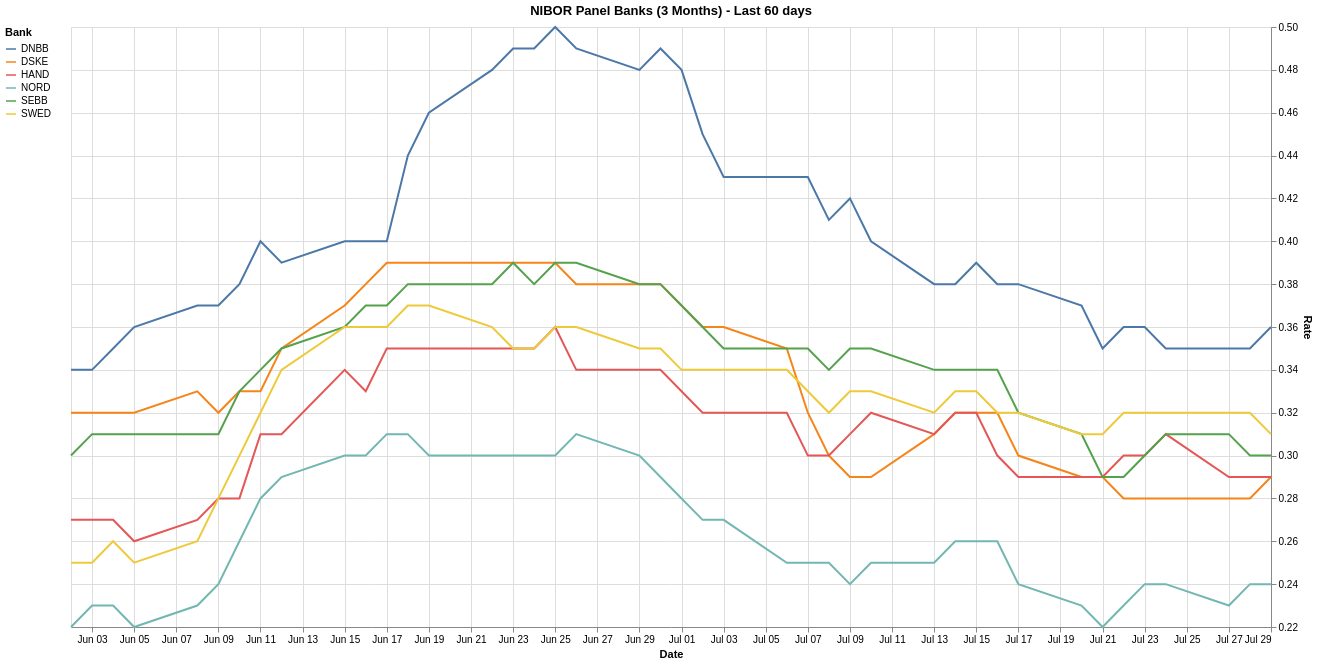 NIBOR Panel Banks (3 Months) - Last 60 days
Bank
DNBB
DSKE
HAND
NORD
SEBB
SWED
0.50
0.48
0.46
0.44
0.42
0.40
0.38
0.36
0.34
0.32
0.30
0.28
0.26
0.24
0.22
Rate
Jun 03 Jun 05 Jun 07 Jun 09 Jun 11 Jun 13 Jun 15 Jun 17 Jun 19 Jun 21 Jun 23 Jun 25 Jun 27 Jun 29 Jul 01 Jul 03 Jul 05 Jul 07 Jul 09 Jul 11 Jul 13 Jul 15 Jul 17 Jul 19 Jul 21 Jul 23 Jul 25 Jul 27 Jul 29
Date